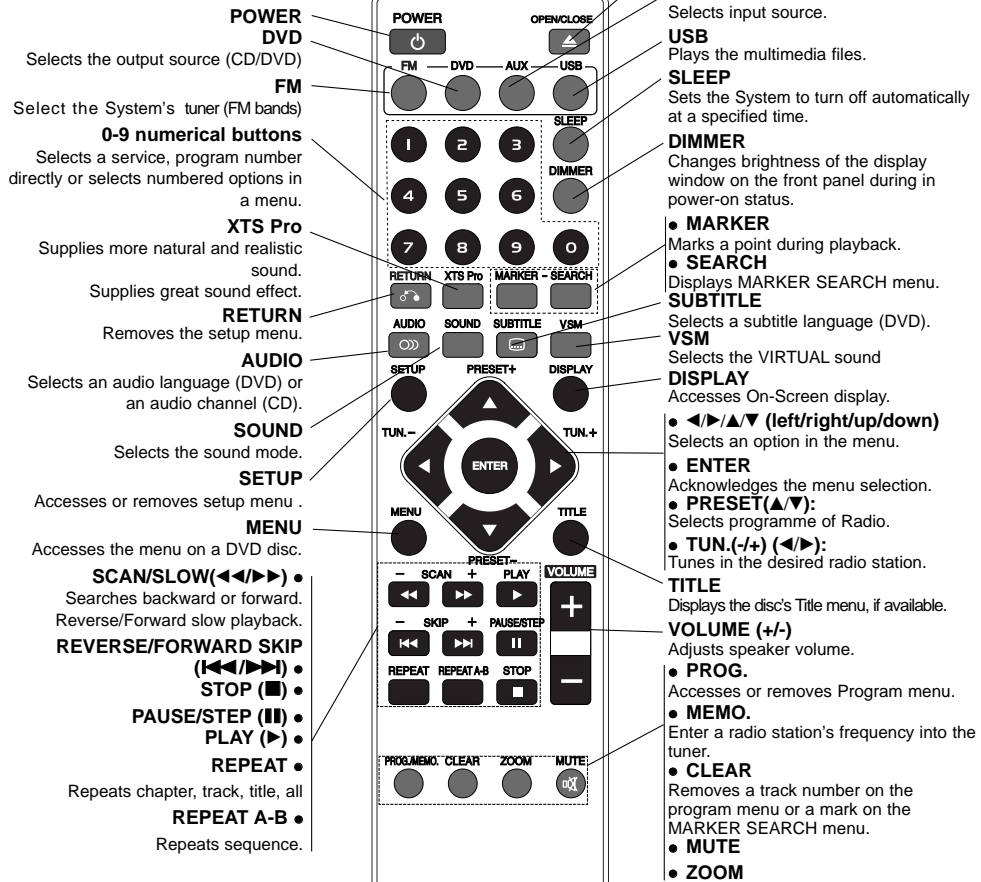 POWER
DVD
Selects the output source (CD/DVD)
FM
Select the System's tuner (FM bands)
0-9 numerical buttons
Selects a service, program number
directly or selects numbered options in
a menu.
XTS Pro
Supplies more natural and realistic
sound.
Supplies great sound effect.
RETURN
Removes the setup menu.
AUDIO
Selects an audio language (DVD) or
an audio channel (CD).
SOUND
Selects the sound mode.
SETUP
Accesses or removes setup menu .
MENU
Accesses the menu on a DVD disc.
SCAN/SLOW(◀◀/▶▶) ●
Searches backward or forward.
Reverse/Forward slow playback.
REVERSE/FORWARD SKIP
(|◀◀/▶▶|) ●
STOP (■) ●
PAUSE/STEP (❚❚) ●
PLAY (▶) ●
REPEAT ●
Repeats chapter, track, title, all
REPEAT A-B ●
Repeats sequence.
POWER OPEN/CLOSE
FM DVD AUX USB
SLEEP
1 2 3
DIMMER
4 5 6
7 8 9 0
RETURN XTS Pro MARKER - SEARCH
AUDIO SOUND SUBTITLE VSM
SETUP PRESET+ DISPLAY
TUN.- TUN.+
ENTER
MENU TITLE
PRESET-
- SCAN + PLAY VOLUME
+
- SKIP + PAUSE/STEP
REPEAT REPEAT A-B STOP
-
PROG./MEMO. CLEAR ZOOM MUTE
Selects input source.
USB
Plays the multimedia files.
SLEEP
Sets the System to turn off automatically
at a specified time.
DIMMER
Changes brightness of the display
window on the front panel during in
power-on status.
● MARKER
Marks a point during playback.
● SEARCH
Displays MARKER SEARCH menu.
SUBTITLE
Selects a subtitle language (DVD).
VSM
Selects the VIRTUAL sound
DISPLAY
Accesses On-Screen display.
● ◀/▶/▲/▼ (left/right/up/down)
Selects an option in the menu.
● ENTER
Acknowledges the menu selection.
● PRESET(▲/▼):
Selects programme of Radio.
● TUN.(-/+) (◀/▶):
Tunes in the desired radio station.
TITLE
Displays the disc's Title menu, if available.
VOLUME (+/-)
Adjusts speaker volume.
● PROG.
Accesses or removes Program menu.
● MEMO.
Enter a radio station's frequency into the
tuner.
● CLEAR
Removes a track number on the
program menu or a mark on the
MARKER SEARCH menu.
● MUTE
● ZOOM